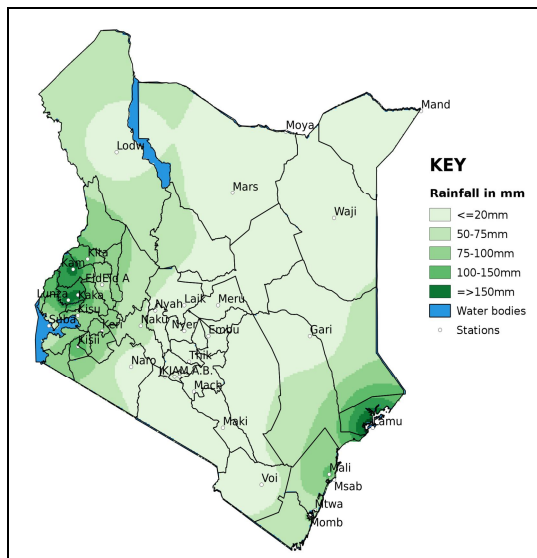 Mand
Moya
Lodw
Mars
Waji
KEY
Rainfall in mm
<=20mm
50-75mm
75-100mm
100-150mm
=>150mm
Water bodies
Stations
Kita
Kam
Eld
Eld A
Lunza
Kaka
Kisu
Suba
Kisii
Keri
Naku
Nyah
Laik
Meru
Nyer
Embu
Gari
Naro
Thik
JKIA
M.A.B.
Mach
Maki
Lamu
Voi
Mali
Msab
Mtwa
Momb